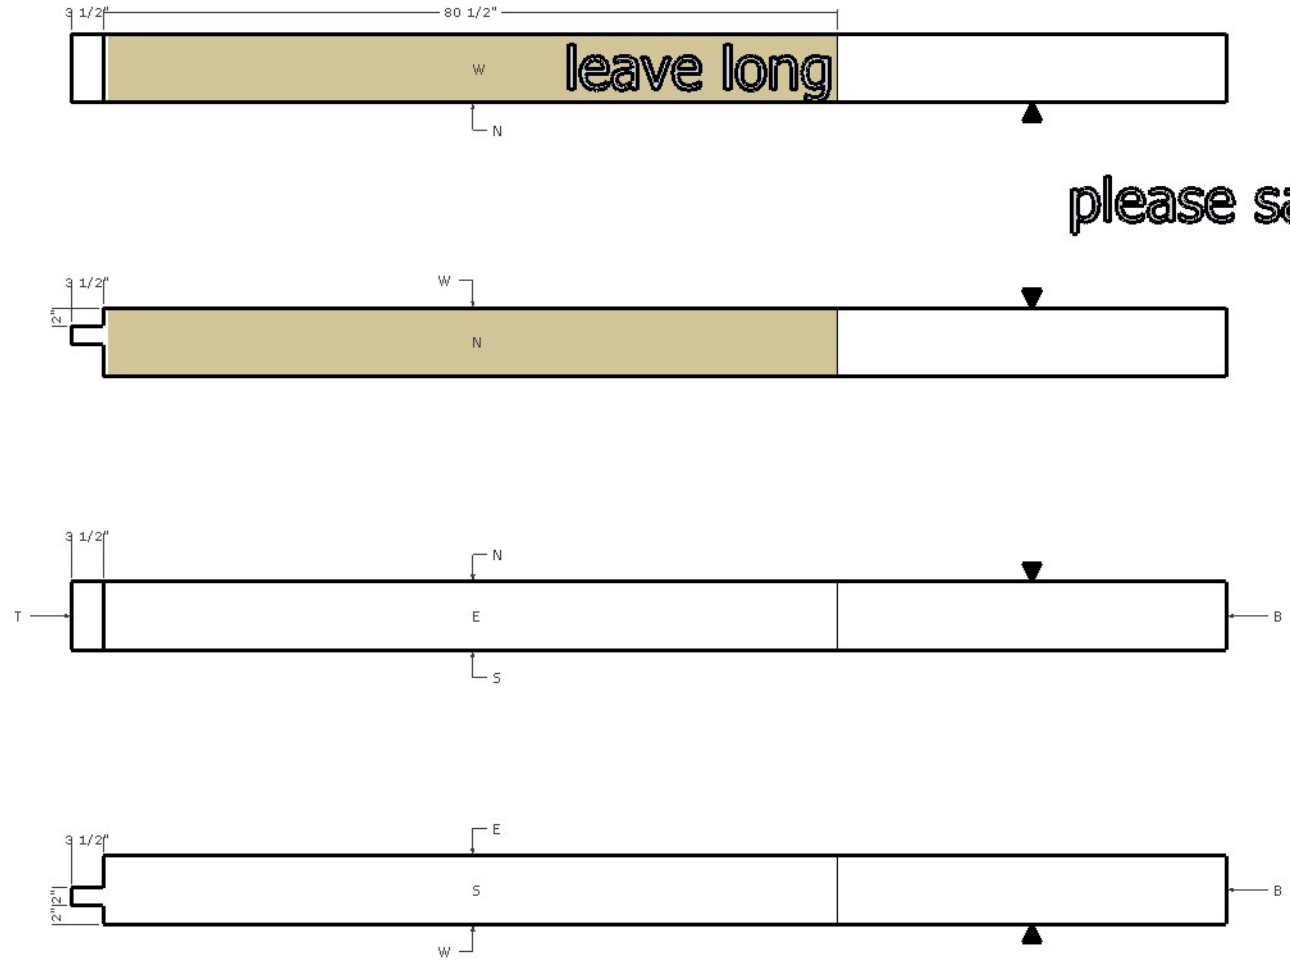 3 1/2" 80 1/2"
W leave long
N
please sa
W
3 1/2"
2"
N
3 1/2"
N
T E B
S
3 1/2"
E
2" S B
2"
W